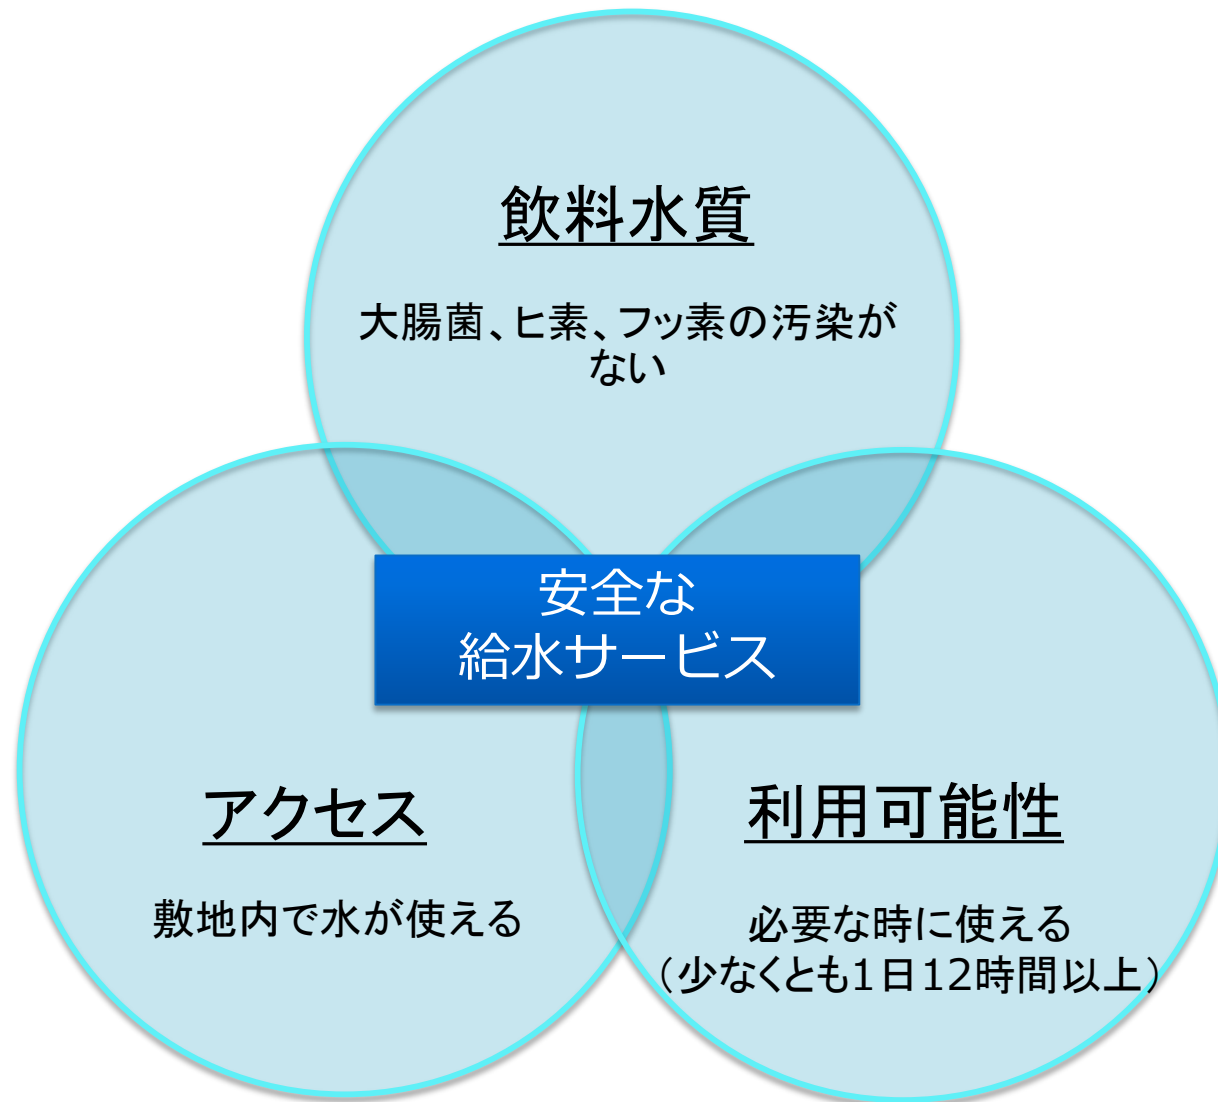 飲料水質
大腸菌、ヒ素、フッ素の汚染が
ない
安全な
給水サービス
アクセス
敷地内で水が使える
利用可能性
必要な時に使える
（少なくとも1日12時間以上）